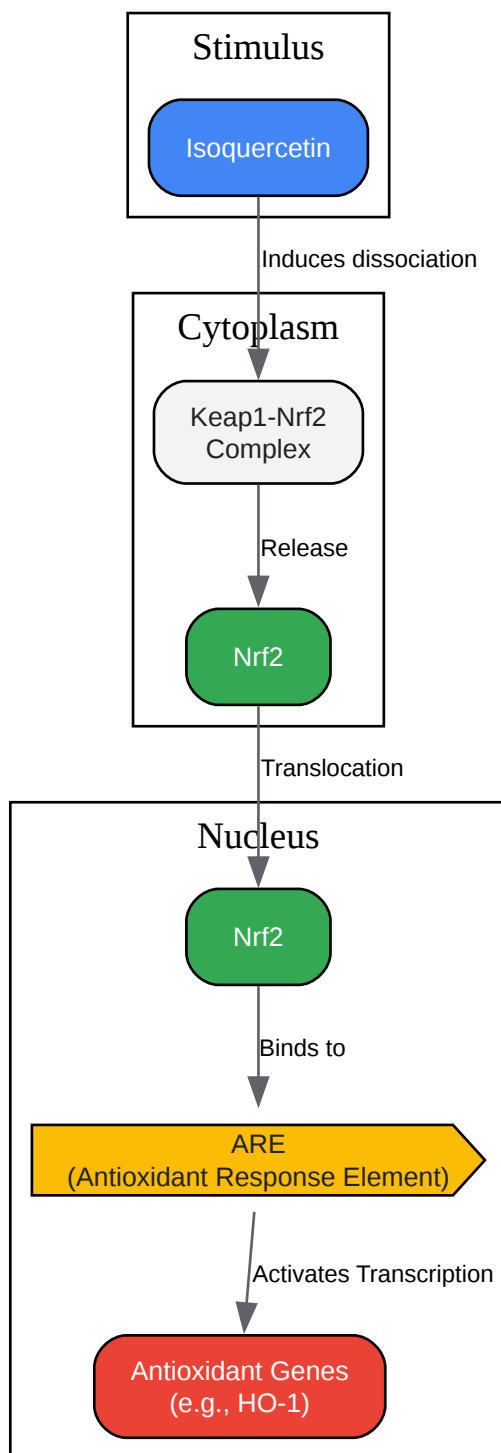 Stimulus
Isoquercetin
Induces dissociation
Cytoplasm
Keap1-Nrf2
Complex
Release
Nrf2
Translocation
Nucleus
Nrf2
Binds to
ARE
(Antioxidant Response Element)
Activates Transcription
Antioxidant Genes
(e.g., HO-1)